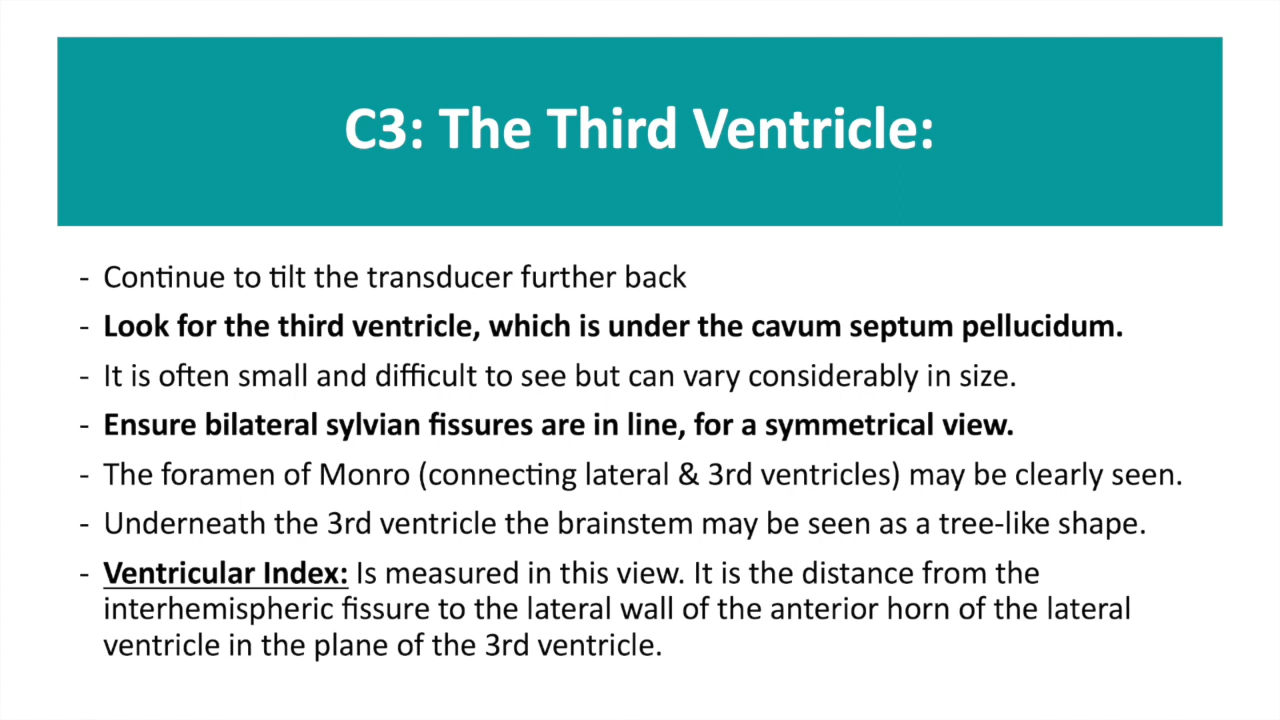 C3: The Third Ventricle:
- Continue to tilt the transducer further back
- Look for the third ventricle, which is under the cavum septum pellucidum.
- It is often small and difficult to see but can vary considerably in size.
- Ensure bilateral sylvian fissures are in line, for a symmetrical view.
- The foramen of Monro (connecting lateral & 3rd ventricles) may be clearly seen.
- Underneath the 3rd ventricle the brainstem may be seen as a tree-like shape.
- Ventricular Index: Is measured in this view. It is the distance from the
interhemispheric fissure to the lateral wall of the anterior horn of the lateral
ventricle in the plane of the 3rd ventricle.